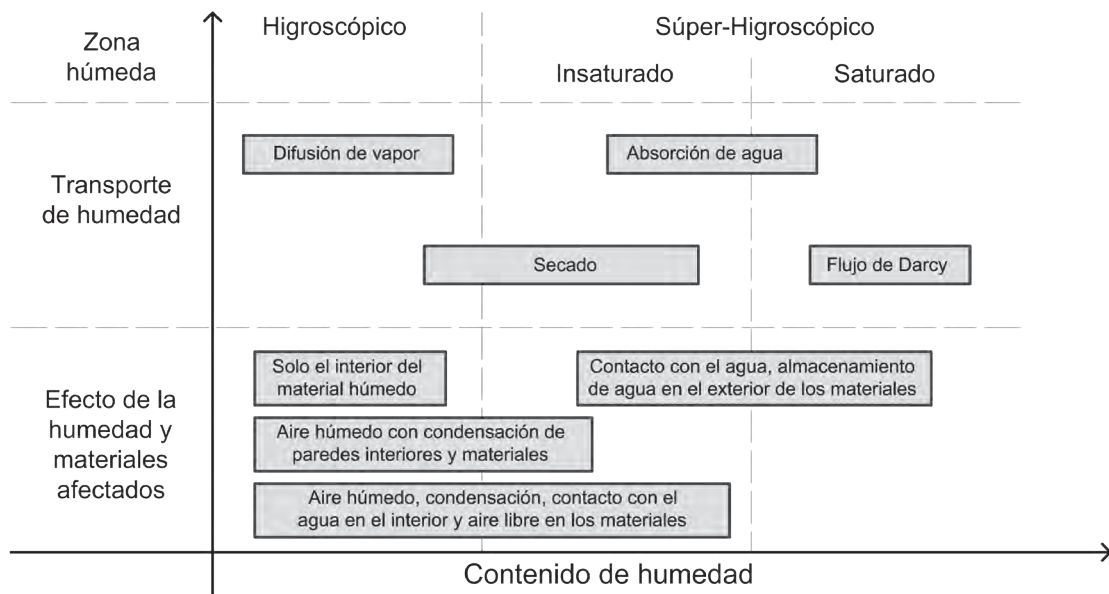 Zona
húmeda
Higroscópico
Súper-Higroscópico
Insaturado
Saturado
Transporte
de humedad
Difusión de vapor
Absorción de agua
Secado
Flujo de Darcy
Efecto de la
humedad y
materiales
afectados
Solo el interior del
material húmedo
Contacto con el agua, almacenamiento
de agua en el exterior de los materiales
Aire húmedo con condensación de
paredes interiores y materiales
Aire húmedo, condensación, contacto con el
agua en el interior y aire libre en los materiales
Contenido de humedad